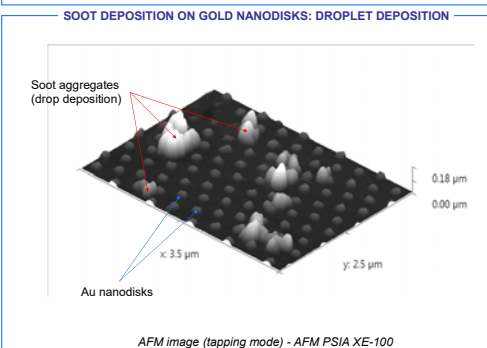 SOOT DEPOSITION ON GOLD NANODISKS: DROPLET DEPOSITION
Soot aggregates
(drop deposition)
0.18 µm
0.00 µm
x: 3.5 µm
y: 2.5 µm
Au nanodisks
AFM image (tapping mode) - AFM PSIA XE-100